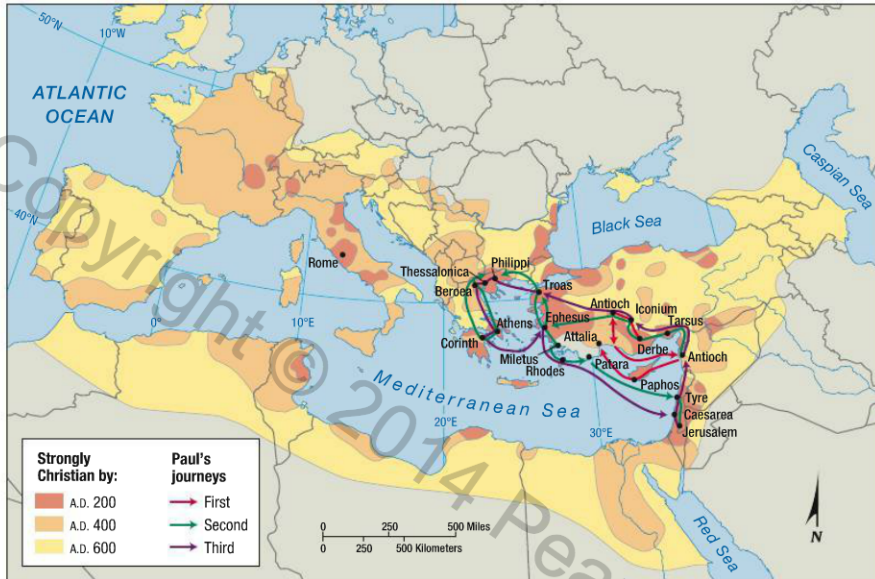 50°N
10°W
ATLANTIC
OCEAN
40°N
Caspian Sea
Black Sea
Rome
Thessalonica
Philippi
Beroea
Troas
Antioch
Iconium
Tarsus
Athens
Ephesus
Corinth
Attalia
Derbe
Antioch
Miletus
Rhodes
Patara
Paphos
Tyre
Caesarea
Jerusalem
0°
10°E
20°E
30°E
Mediterranean Sea
Red Sea
Strongly
Christian by:
A.D. 200
A.D. 400
A.D. 600
Paul's
journeys
First
Second
Third
0 250 500 Miles
0 250 500 Kilometers
N
Copyright © 2014 Pea